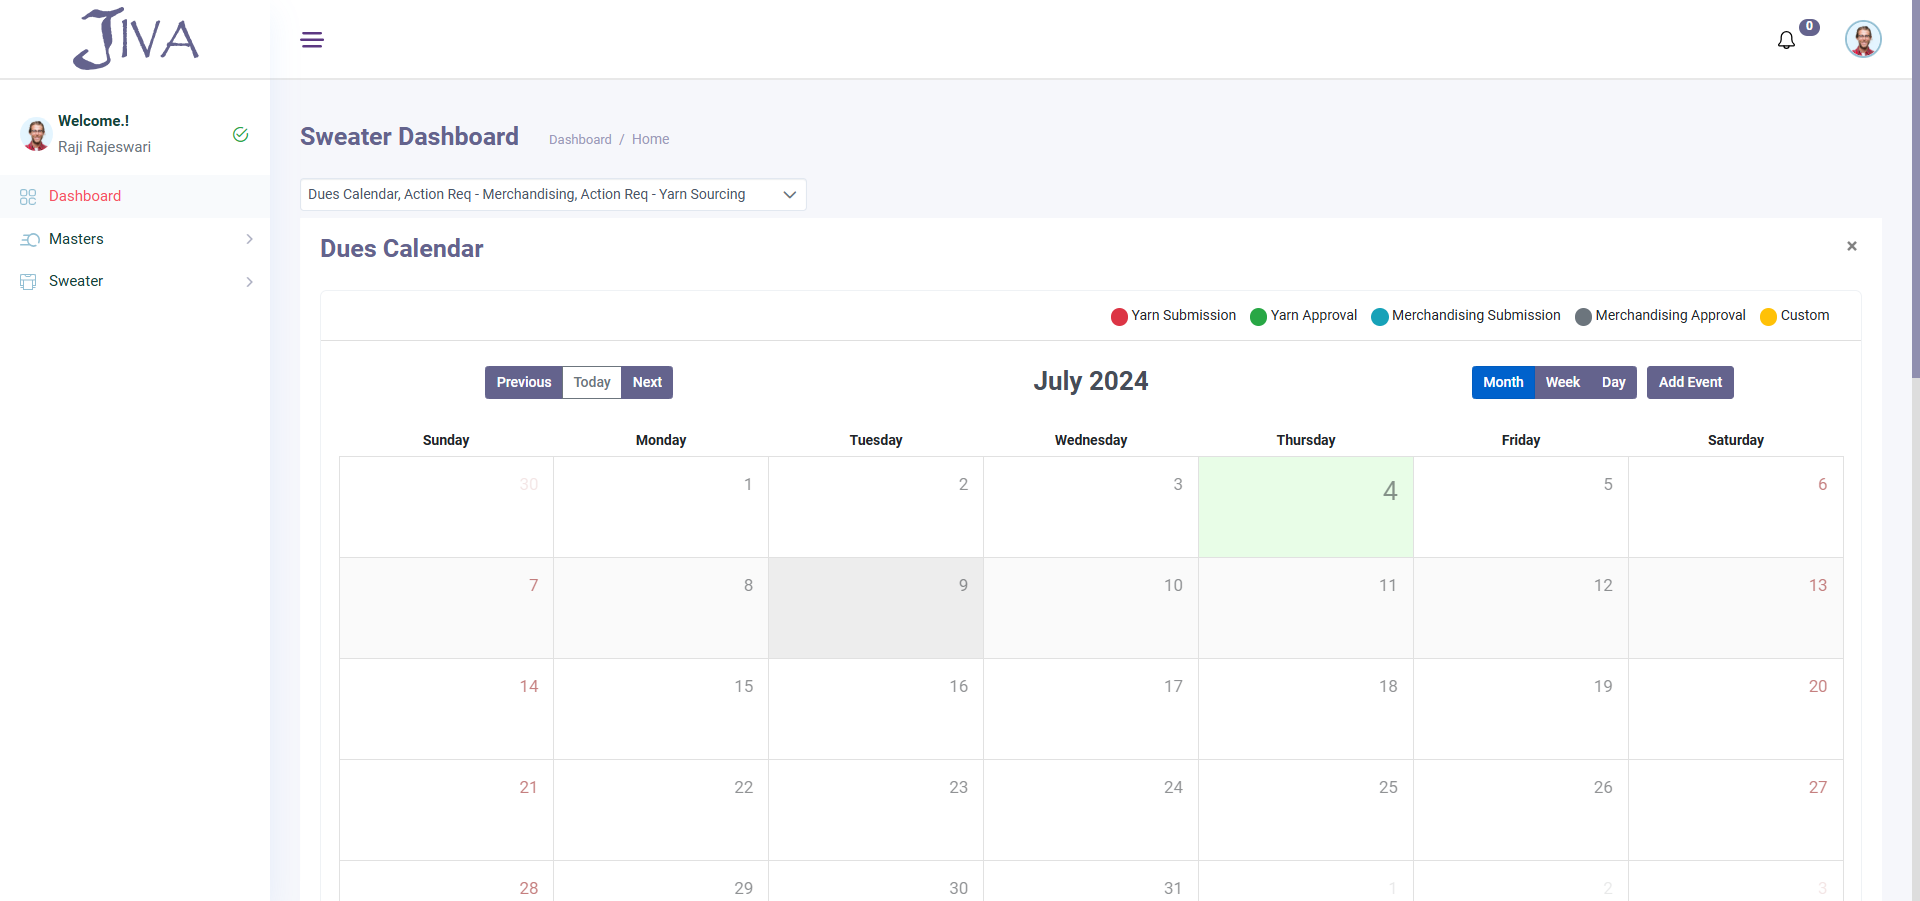 JIVA
0
Welcome.!
Raji Rajeswari
Dashboard
Masters
Sweater
Sweater Dashboard
Dashboard / Home
Dues Calendar, Action Req - Merchandising, Action Req - Yarn Sourcing
Dues Calendar
×
Yarn Submission Yarn Approval Merchandising Submission Merchandising Approval Custom
Previous Today Next July 2024 Month Week Day Add Event
Sunday Monday Tuesday Wednesday Thursday Friday Saturday
30 1 2 3 4 5 6
7 8 9 10 11 12 13
14 15 16 17 18 19 20
21 22 23 24 25 26 27
28 29 30 31 1 2 3